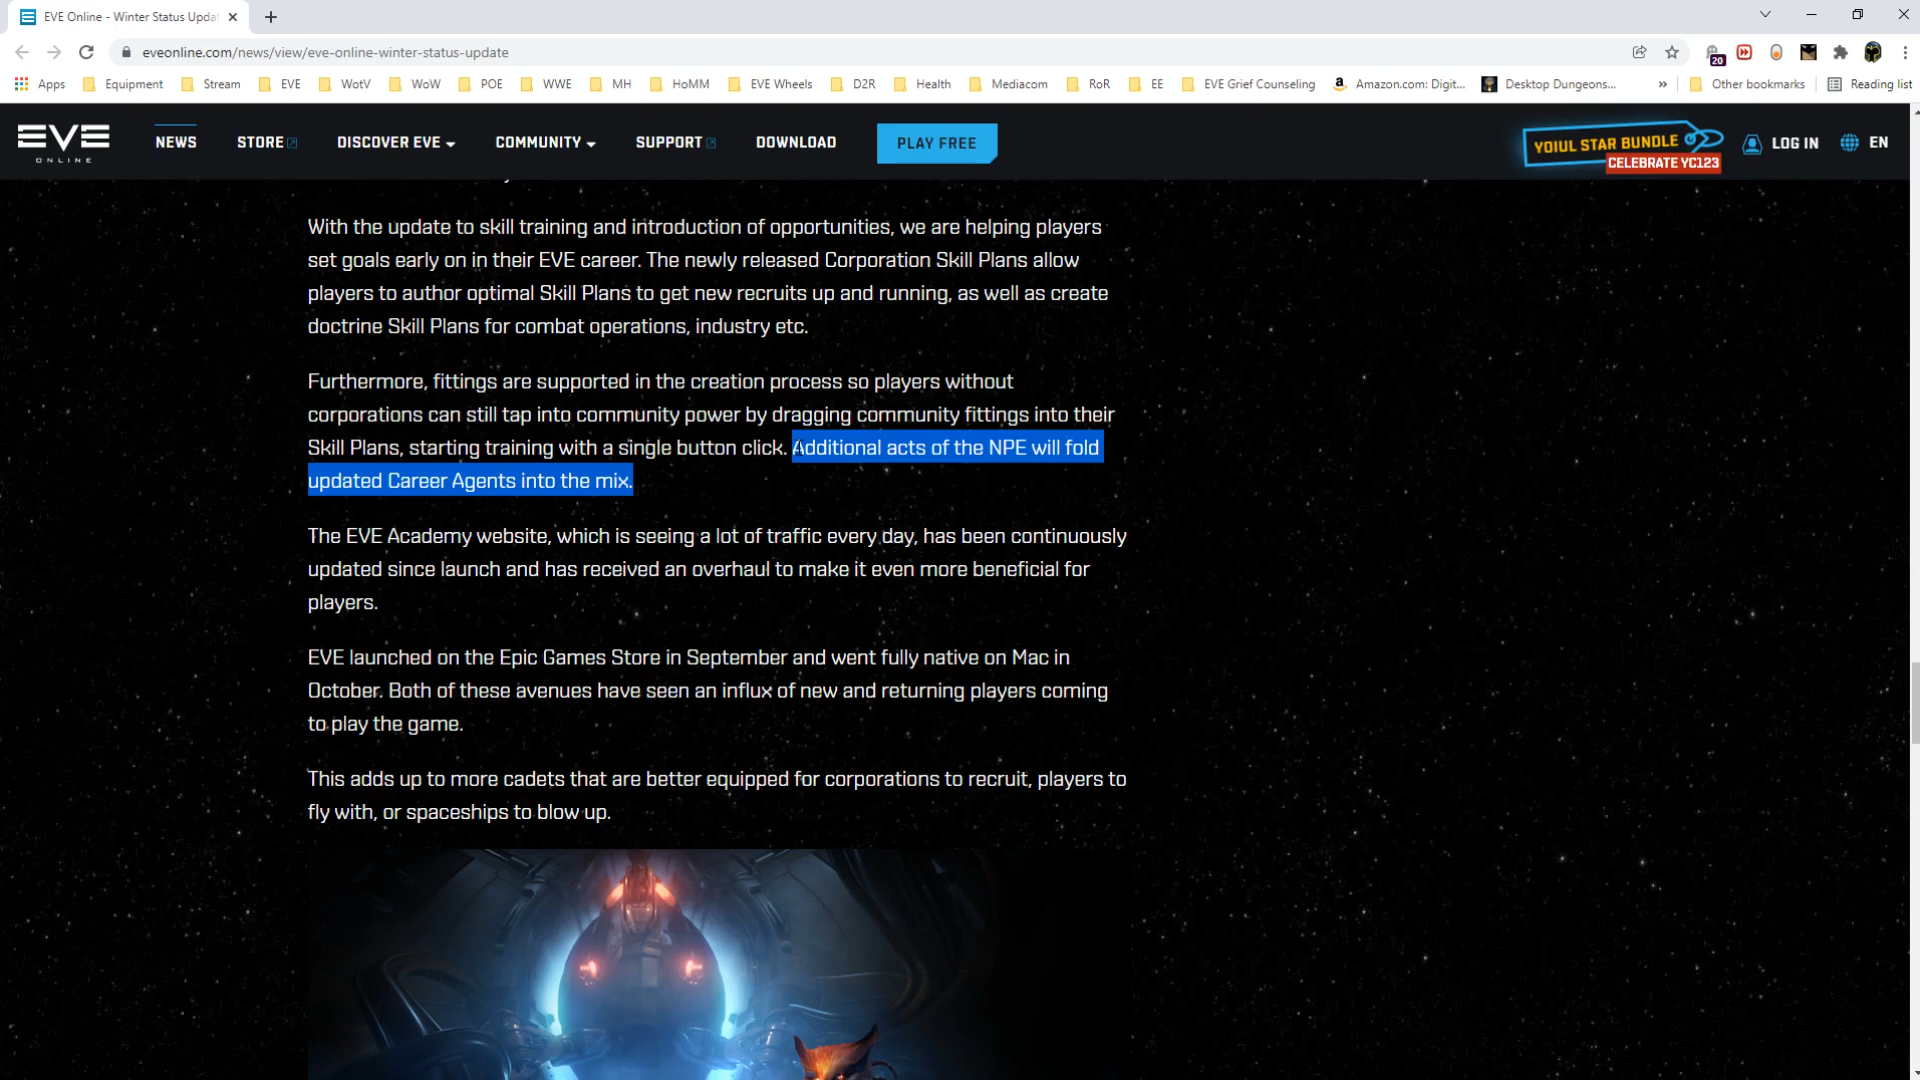 EVE Online - Winter Status Upda
eveonline.com/news/view/eve-online-winter-status-update
20
Apps
Equipment
Stream
EVE
WotV
WoW
POE
WWE
MH
HoMM
EVE Wheels
D2R
Health
Mediacom
RoR
EE
EVE Grief Counseling
Amazon.com: Digit...
Desktop Dungeons...
»
Other bookmarks
Reading list
EVE
ONLINE
NEWS
STORE
DISCOVER EVE
COMMUNITY
SUPPORT
DOWNLOAD
PLAY FREE
YOIUL STAR BUNDLE
CELEBRATE YC123
LOG IN
EN
With the update to skill training and introduction of opportunities, we are helping players
set goals early on in their EVE career. The newly released Corporation Skill Plans allow
players to author optimal Skill Plans to get new recruits up and running, as well as create
doctrine Skill Plans for combat operations, industry etc.
Furthermore, fittings are supported in the creation process so players without
corporations can still tap into community power by dragging community fittings into their
Skill Plans, starting training with a single button click. Additional acts of the NPE will fold
updated Career Agents into the mix.
The EVE Academy website, which is seeing a lot of traffic every day, has been continuously
updated since launch and has received an overhaul to make it even more beneficial for
players.
EVE launched on the Epic Games Store in September and went fully native on Mac in
October. Both of these avenues have seen an influx of new and returning players coming
to play the game.
This adds up to more cadets that are better equipped for corporations to recruit, players to
fly with, or spaceships to blow up.